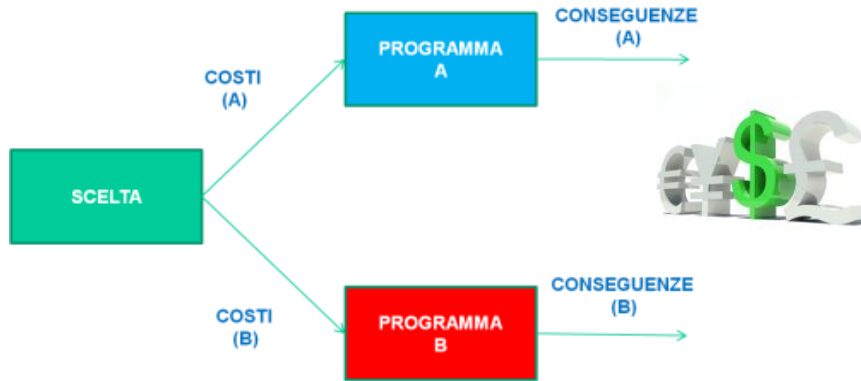 CONSEGUENZE
(A)
PROGRAMMA
A
COSTI
(A)
SCELTA
COSTI
(B)
PROGRAMMA
B
CONSEGUENZE
(B)
€¥$£